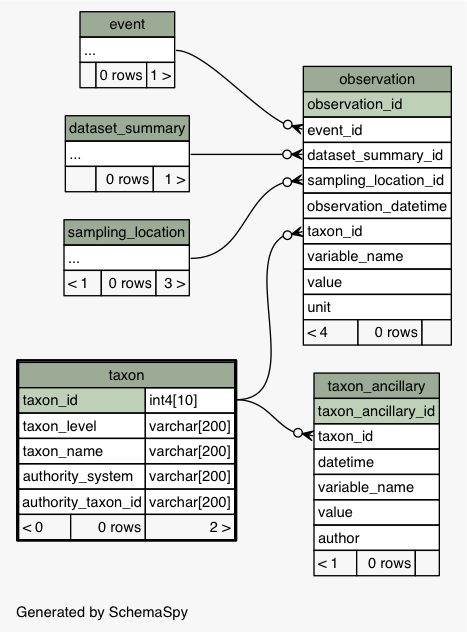 event
...
0 rows 1 >
dataset_summary
...
0 rows 1 >
sampling_location
...
< 1 0 rows 3 >
observation
observation_id
event_id
dataset_summary_id
sampling_location_id
observation_datetime
taxon_id
variable_name
value
unit
< 4 0 rows
taxon
taxon_id int4[10]
taxon_level varchar[200]
taxon_name varchar[200]
authority_system varchar[200]
authority_taxon_id varchar[200]
< 0 0 rows 2 >
taxon_ancillary
taxon_ancillary_id
taxon_id
datetime
variable_name
value
author
< 1 0 rows
Generated by SchemaSpy